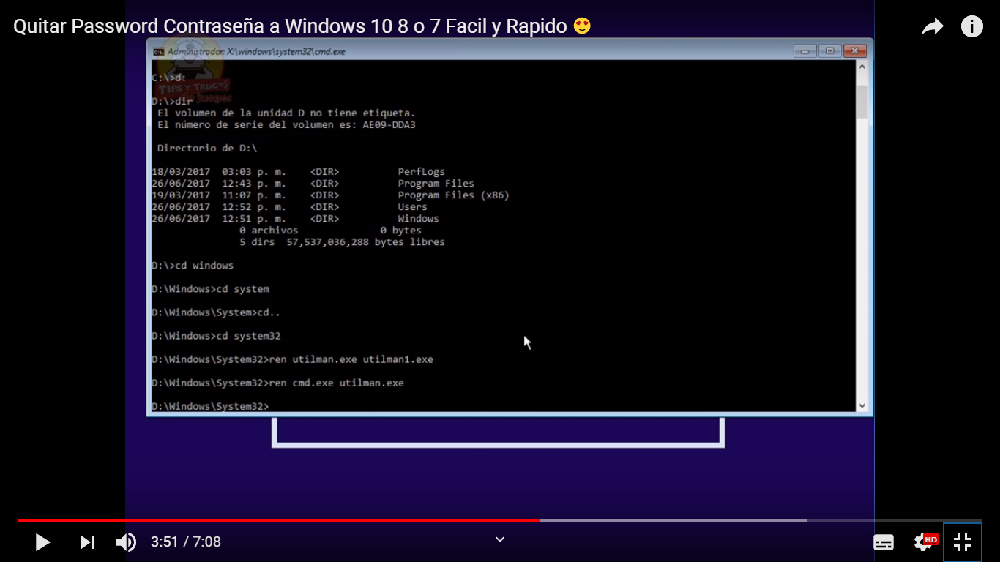 Quitar Password Contraseña a Windows 10 8 o 7 Facil y Rapido 😍
Administrador: X:\windows\system32\cmd.exe
C:\>d:
TIPS Y TRUCOS
de juegos
D:\>dir
 El volumen de la unidad D no tiene etiqueta.
 El número de serie del volumen es: AE09-DDA3
 Directorio de D:\
18/03/2017  03:03 p. m.    <DIR>          PerfLogs
26/06/2017  12:43 p. m.    <DIR>          Program Files
19/03/2017  11:07 p. m.    <DIR>          Program Files (x86)
26/06/2017  12:52 p. m.    <DIR>          Users
26/06/2017  12:51 p. m.    <DIR>          Windows
               0 archivos              0 bytes
               5 dirs  57,537,036,288 bytes libres
D:\>cd windows
D:\Windows>cd system
D:\Windows\System>cd..
D:\Windows>cd system32
D:\Windows\System32>ren utilman.exe utilman1.exe
D:\Windows\System32>ren cmd.exe utilman.exe
D:\Windows\System32>
3:51 / 7:08
HD